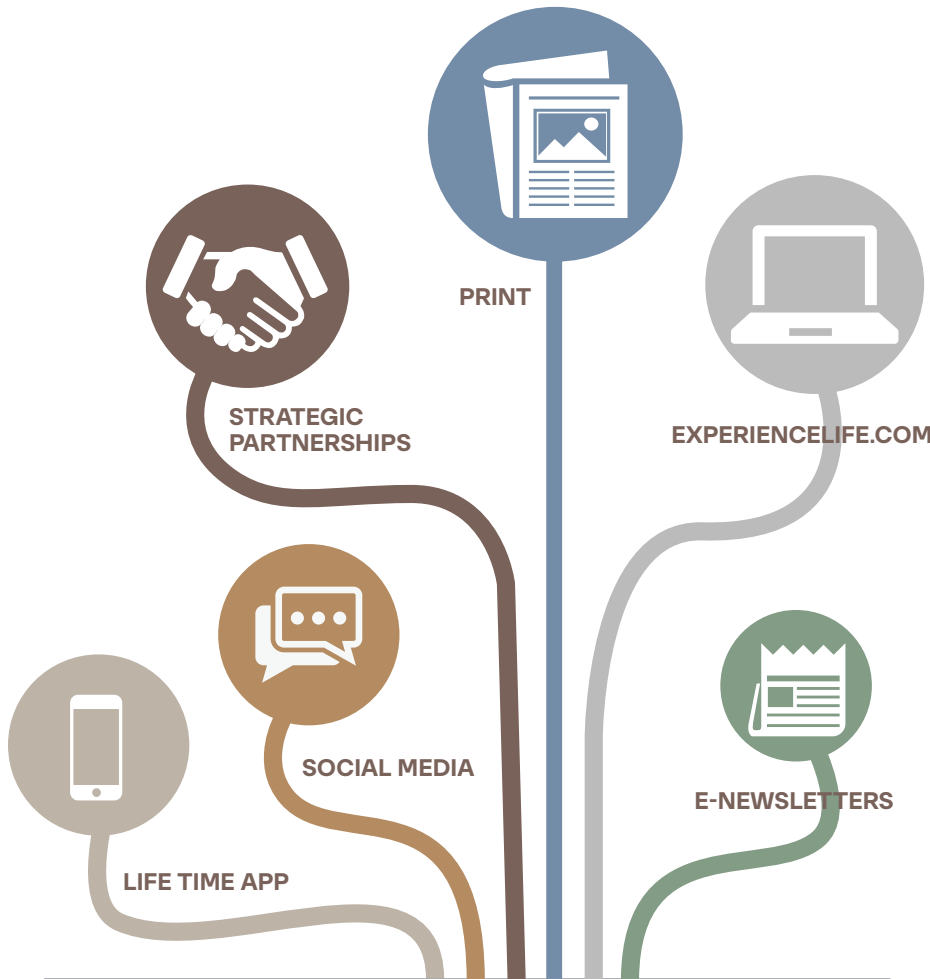 PRINT
STRATEGIC
PARTNERSHIPS
EXPERIENCELIFE.COM
SOCIAL MEDIA
E-NEWSLETTERS
LIFE TIME APP